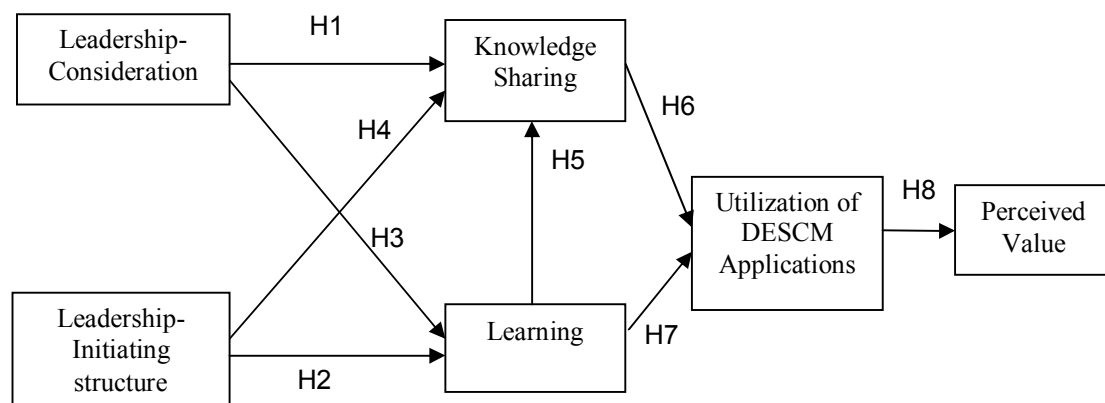 Leadership-
Consideration
H1
Knowledge
Sharing
H4
H6
H5
H3
Utilization of
DESCM
Applications
H8
Perceived
Value
Leadership-
Initiating
structure
H2
Learning
H7